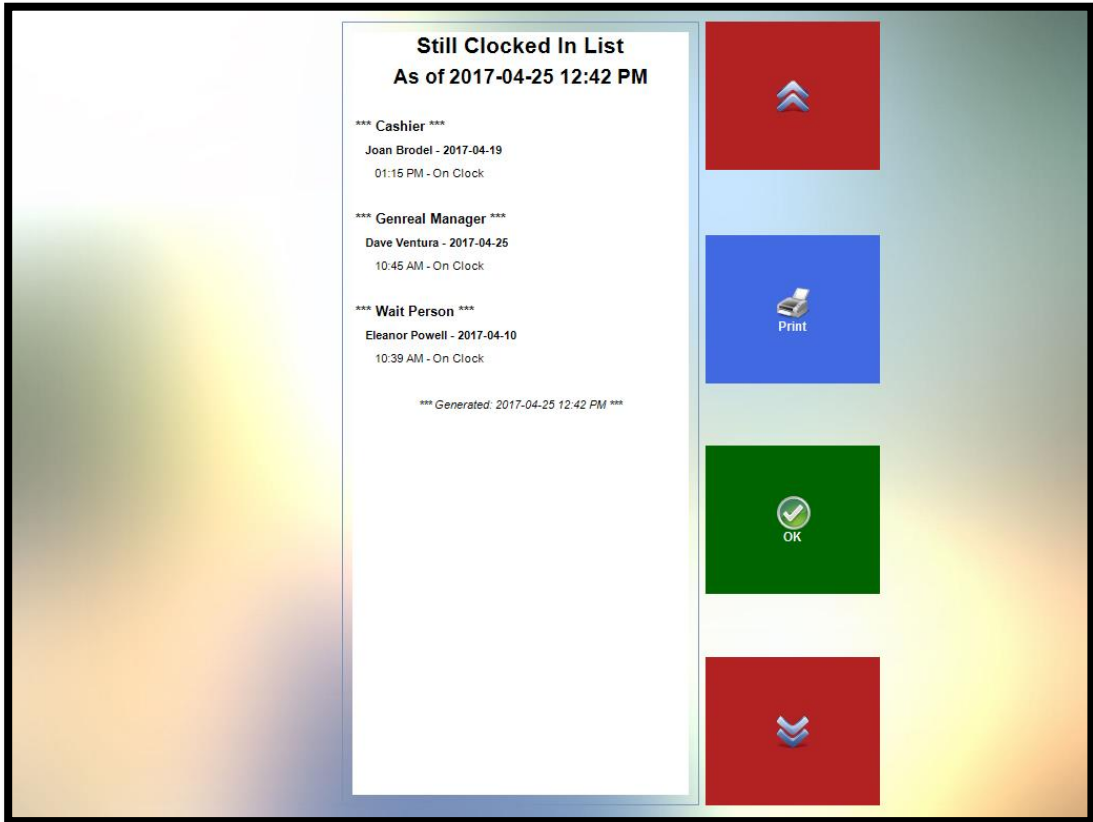 Still Clocked In List
As of 2017-04-25 12:42 PM
*** Cashier ***
Joan Brodel - 2017-04-19
01:15 PM - On Clock
*** Genreal Manager ***
Dave Ventura - 2017-04-25
10:45 AM - On Clock
*** Wait Person ***
Eleanor Powell - 2017-04-10
10:39 AM - On Clock
*** Generated: 2017-04-25 12:42 PM ***
Print
OK